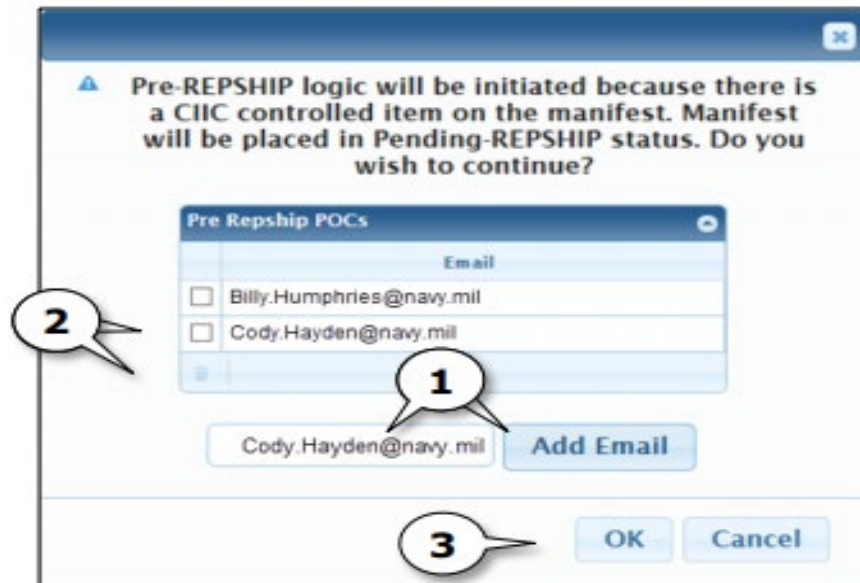 Pre-REPSHIP logic will be initiated because there is
a CIIC controlled item on the manifest. Manifest
will be placed in Pending-REPSHIP status. Do you
wish to continue?
Pre Repship POCs
Email
Billy.Humphries@navy.mil
2
Cody.Hayden@navy.mil
1
Cody.Hayden@navy.mil Add Email
3
OK Cancel